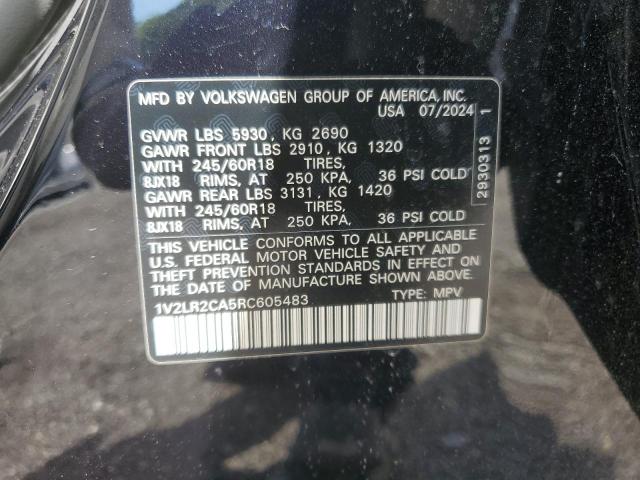 MFD BY VOLKSWAGEN GROUP OF AMERICA, INC.
USA 07/2024
GVWR LBS 5930, KG 2690
GAWR FRONT LBS 2910, KG 1320
WITH 245/60R18 TIRES,
8JX18 RIMS, AT 250 KPA, 36 PSI COLD
GAWR REAR LBS 3131, KG 1420
WITH 245/60R18 TIRES,
8JX18 RIMS, AT 250 KPA, 36 PSI COLD
THIS VEHICLE CONFORMS TO ALL APPLICABLE
U.S. FEDERAL MOTOR VEHICLE SAFETY AND
THEFT PREVENTION STANDARDS IN EFFECT ON
THE DATE OF MANUFACTURE SHOWN ABOVE.
1V2LR2CA5RC605483 TYPE: MPV
2930313 1